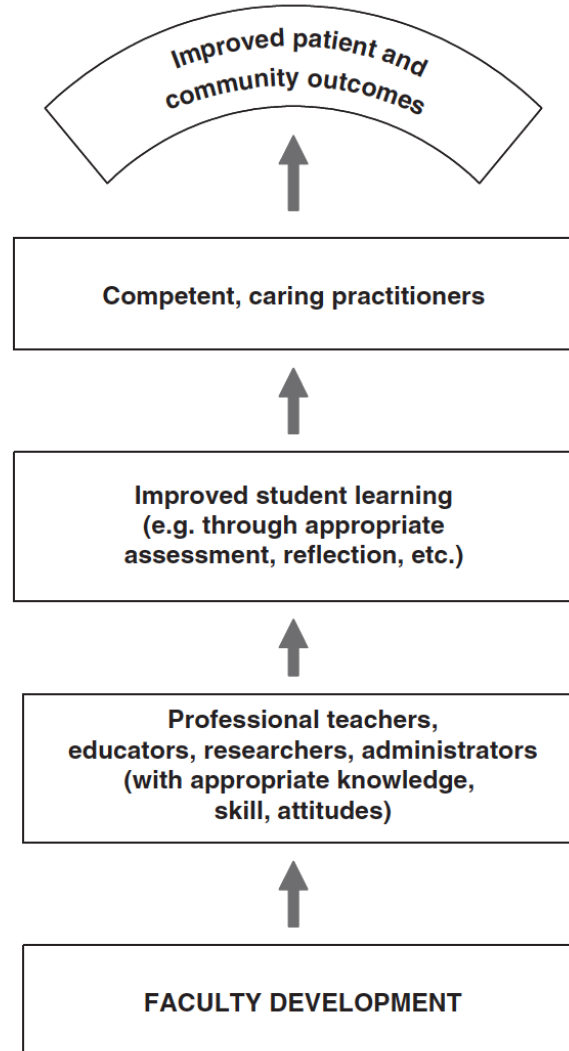 Improved patient and
community outcomes
Competent, caring practitioners
Improved student learning
(e.g. through appropriate
assessment, reflection, etc.)
Professional teachers,
educators, researchers, administrators
(with appropriate knowledge,
skill, attitudes)
FACULTY DEVELOPMENT